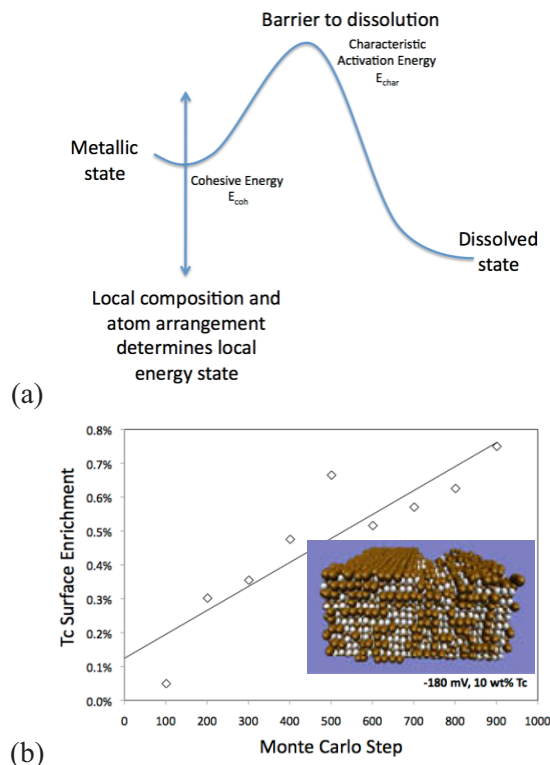 Barrier to dissolution
Characteristic
Activation Energy
E_char
Metallic
state
Cohesive Energy
E_coh
Dissolved
state
Local composition and
atom arrangement
determines local
energy state
(a)
0.8%
0.7%
0.6%
0.5%
0.4%
0.3%
0.2%
0.1%
0.0%
Tc Surface Enrichment
-180 mV, 10 wt% Tc
0 100 200 300 400 500 600 700 800 900 1000
Monte Carlo Step
(b)